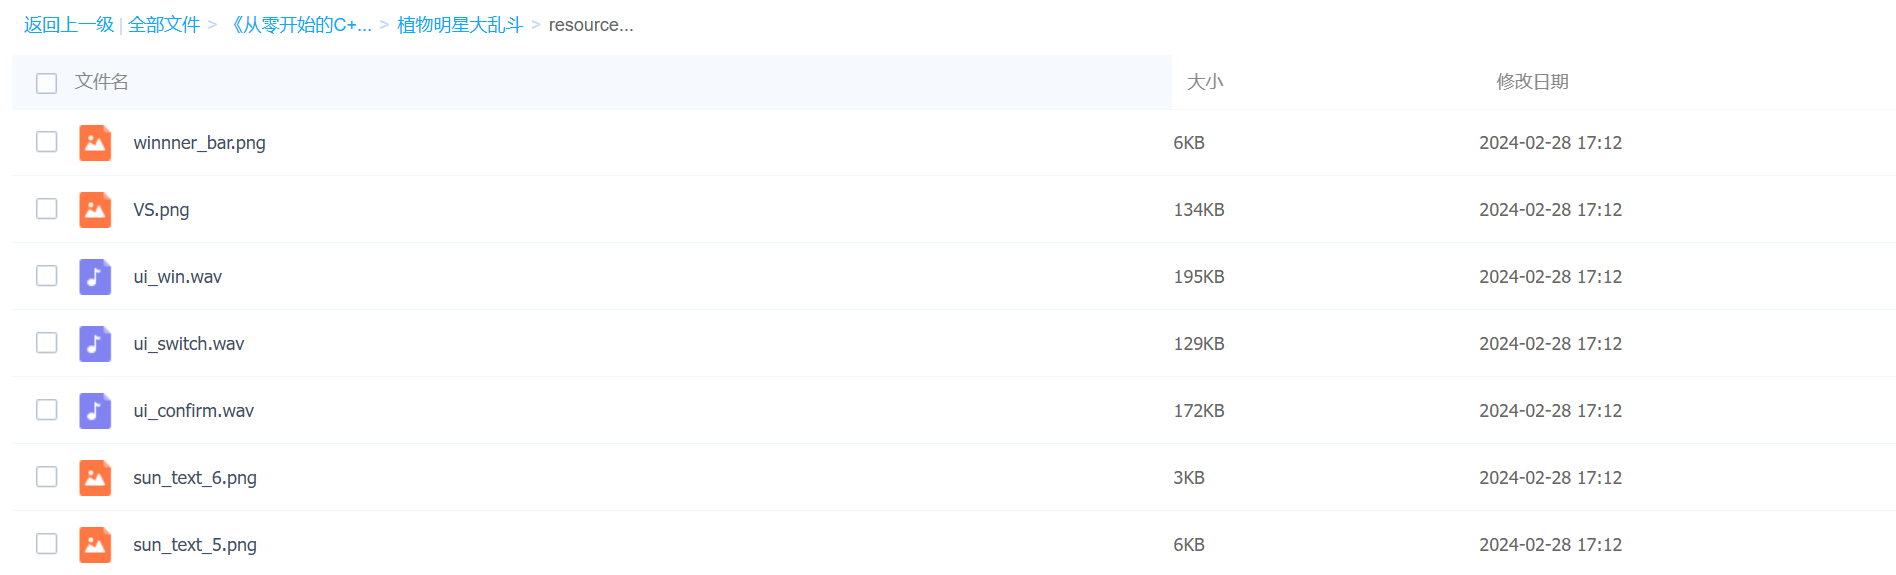 返回上一级 | 全部文件 > 《从零开始的C+... > 植物明星大乱斗 > resource...
文件名 大小 修改日期
winnner_bar.png 6KB 2024-02-28 17:12
VS.png 134KB 2024-02-28 17:12
ui_win.wav 195KB 2024-02-28 17:12
ui_switch.wav 129KB 2024-02-28 17:12
ui_confirm.wav 172KB 2024-02-28 17:12
sun_text_6.png 3KB 2024-02-28 17:12
sun_text_5.png 6KB 2024-02-28 17:12